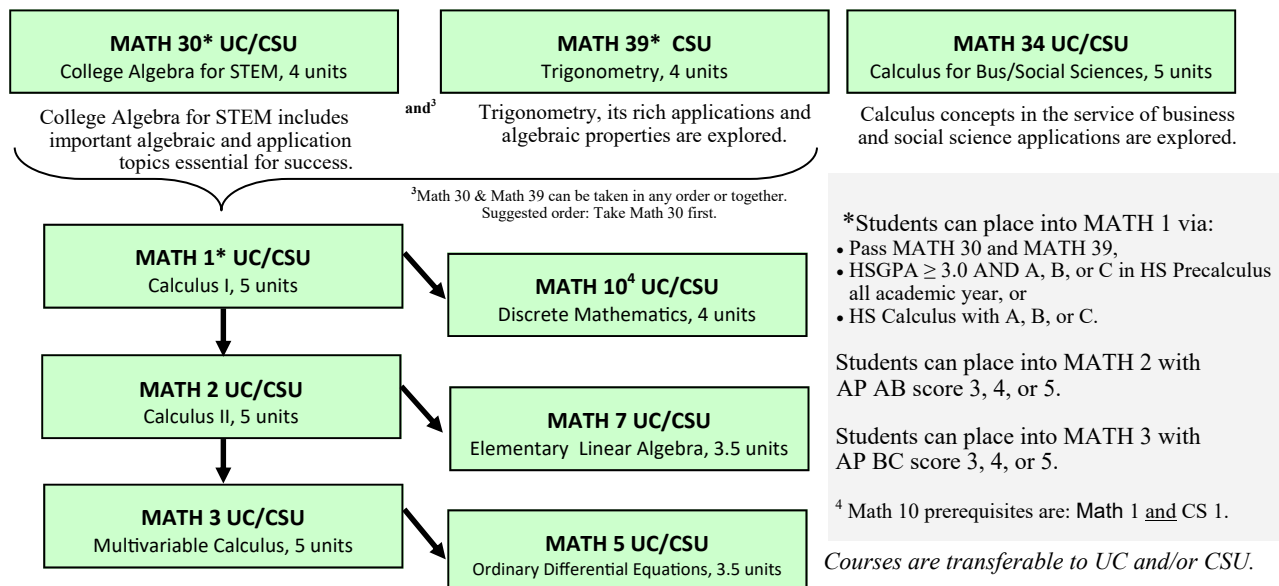 MATH 30* UC/CSU
College Algebra for STEM, 4 units
College Algebra for STEM includes
important algebraic and application
topics essential for success.
and³
MATH 39* CSU
Trigonometry, 4 units
Trigonometry, its rich applications and
algebraic properties are explored.
MATH 34 UC/CSU
Calculus for Bus/Social Sciences, 5 units
Calculus concepts in the service of business
and social science applications are explored.
³Math 30 & Math 39 can be taken in any order or together.
Suggested order: Take Math 30 first.
MATH 1* UC/CSU
Calculus I, 5 units
MATH 10⁴ UC/CSU
Discrete Mathematics, 4 units
MATH 2 UC/CSU
Calculus II, 5 units
MATH 7 UC/CSU
Elementary Linear Algebra, 3.5 units
MATH 3 UC/CSU
Multivariable Calculus, 5 units
MATH 5 UC/CSU
Ordinary Differential Equations, 3.5 units
*Students can place into MATH 1 via:
• Pass MATH 30 and MATH 39,
• HSGPA ≥ 3.0 AND A, B, or C in HS Precalculus
all academic year, or
• HS Calculus with A, B, or C.
Students can place into MATH 2 with
AP AB score 3, 4, or 5.
Students can place into MATH 3 with
AP BC score 3, 4, or 5.
⁴ Math 10 prerequisites are: Math 1 and CS 1.
Courses are transferable to UC and/or CSU.